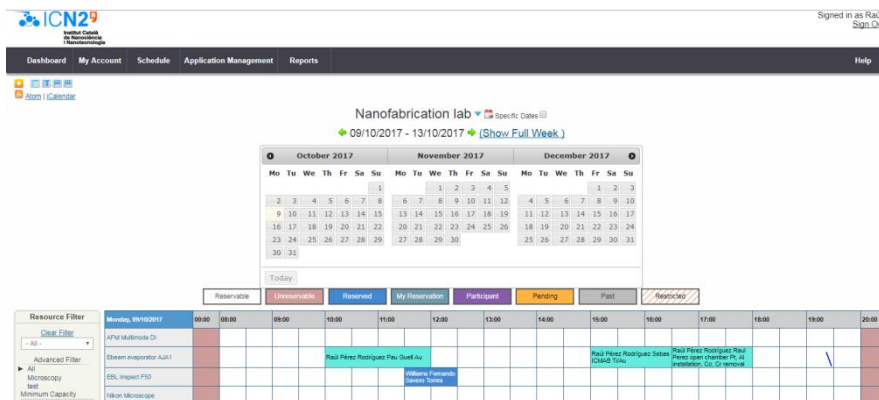 ICN2
Institut Català
de Nanociència
i Nanotecnologia
Signed in as Raú
Sign Ou
Dashboard My Account Schedule Application Management Reports Help
Atom | iCalendar
Nanofabrication lab Specific Dates
09/10/2017 - 13/10/2017 (Show Full Week )
October 2017 November 2017 December 2017
Mo Tu We Th Fr Sa Su Mo Tu We Th Fr Sa Su Mo Tu We Th Fr Sa Su
1 1 2 3 4 5 1 2 3
2 3 4 5 6 7 8 6 7 8 9 10 11 12 4 5 6 7 8 9 10
9 10 11 12 13 14 15 13 14 15 16 17 18 19 11 12 13 14 15 16 17
16 17 18 19 20 21 22 20 21 22 23 24 25 26 18 19 20 21 22 23 24
23 24 25 26 27 28 29 27 28 29 30 25 26 27 28 29 30 31
30 31
Today
Reservable Unreservable Reserved My Reservation Participant Pending Past Restricted
Resource Filter
Clear Filter
- All -
Advanced Filter
All
Microscopy
test
Minimum Capacity
Monday, 09/10/2017 00:00 08:00 09:00 10:00 11:00 12:00 13:00 14:00 15:00 16:00 17:00 18:00 19:00 20:00
AFM Multimode DI
Ebeam evaporator AJA1 Raúl Pérez Rodríguez Pau Güell Au
Raúl Pérez Rodríguez Sebas
ICMAB Ti/Au
Raúl Pérez Rodríguez Raul
Perez open chamber Pt, Al
installation, Co, Cr removal
EBL Inspect F50
Williams Fernando
Savero Torres
Nikon Microscope